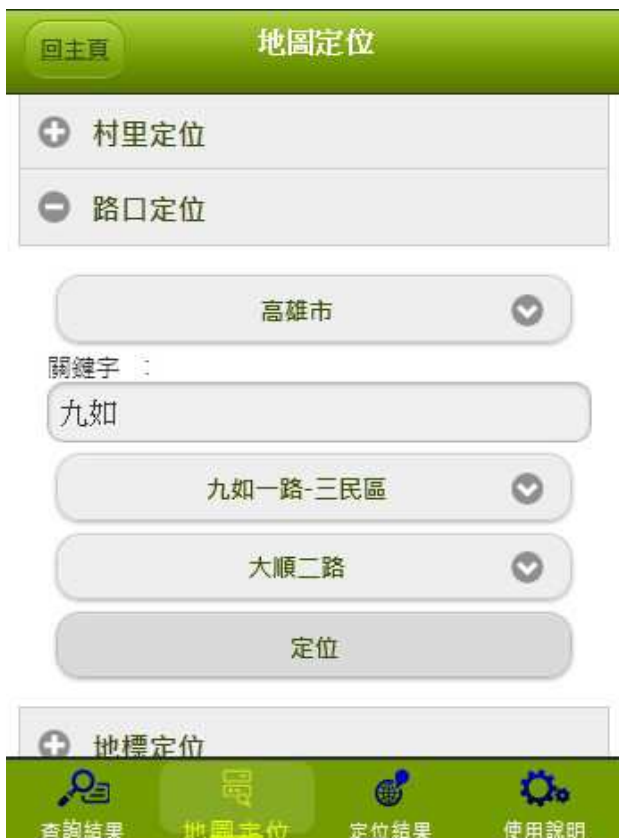 回主頁
地圖定位
村里定位
路口定位
高雄市
關鍵字 ：
九如
九如一路-三民區
大順二路
定位
地標定位
查詢結果
地圖定位
定位結果
使用說明